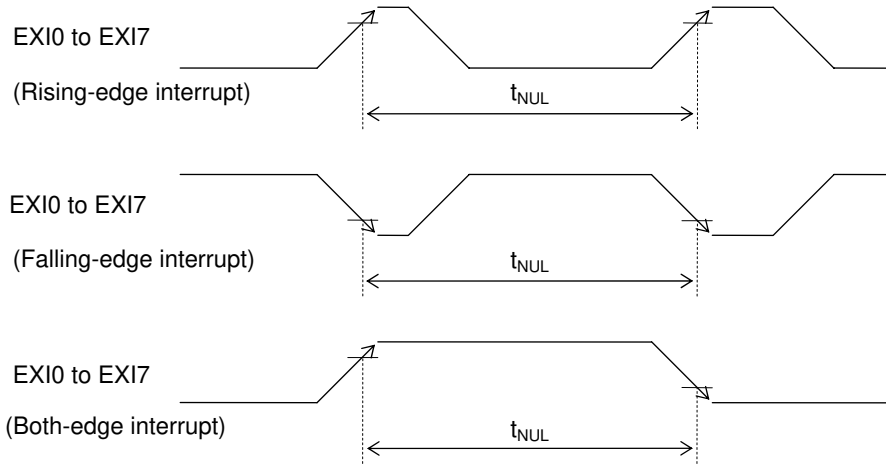 EXI0 to EXI7
(Rising-edge interrupt)
tNUL
EXI0 to EXI7
(Falling-edge interrupt)
tNUL
EXI0 to EXI7
(Both-edge interrupt)
tNUL